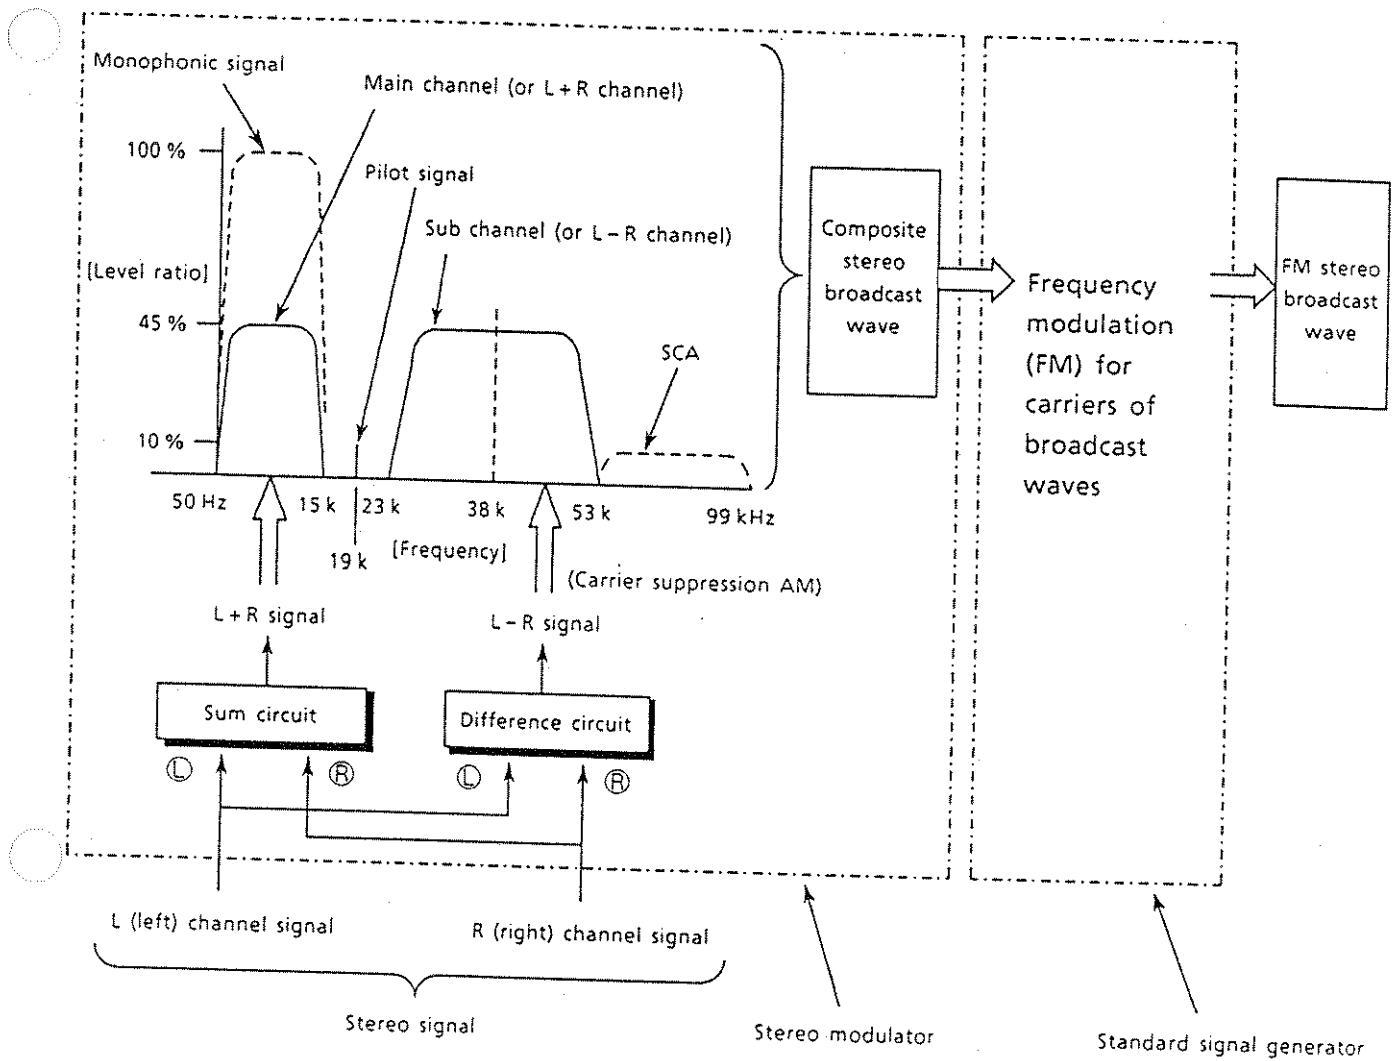 Monophonic signal
Main channel (or L+R channel)
100 %
Pilot signal
Sub channel (or L−R channel)
[Level ratio]
45 %
SCA
10 %
50 Hz
15 k
23 k
38 k
53 k
99 kHz
19 k
[Frequency]
(Carrier suppression AM)
L+R signal
L−R signal
Sum circuit
Difference circuit
Ⓛ
Ⓡ
Ⓛ
Ⓡ
L (left) channel signal
R (right) channel signal
Stereo signal
Composite
stereo
broadcast
wave
Frequency
modulation
(FM) for
carriers of
broadcast
waves
FM stereo
broadcast
wave
Stereo modulator
Standard signal generator